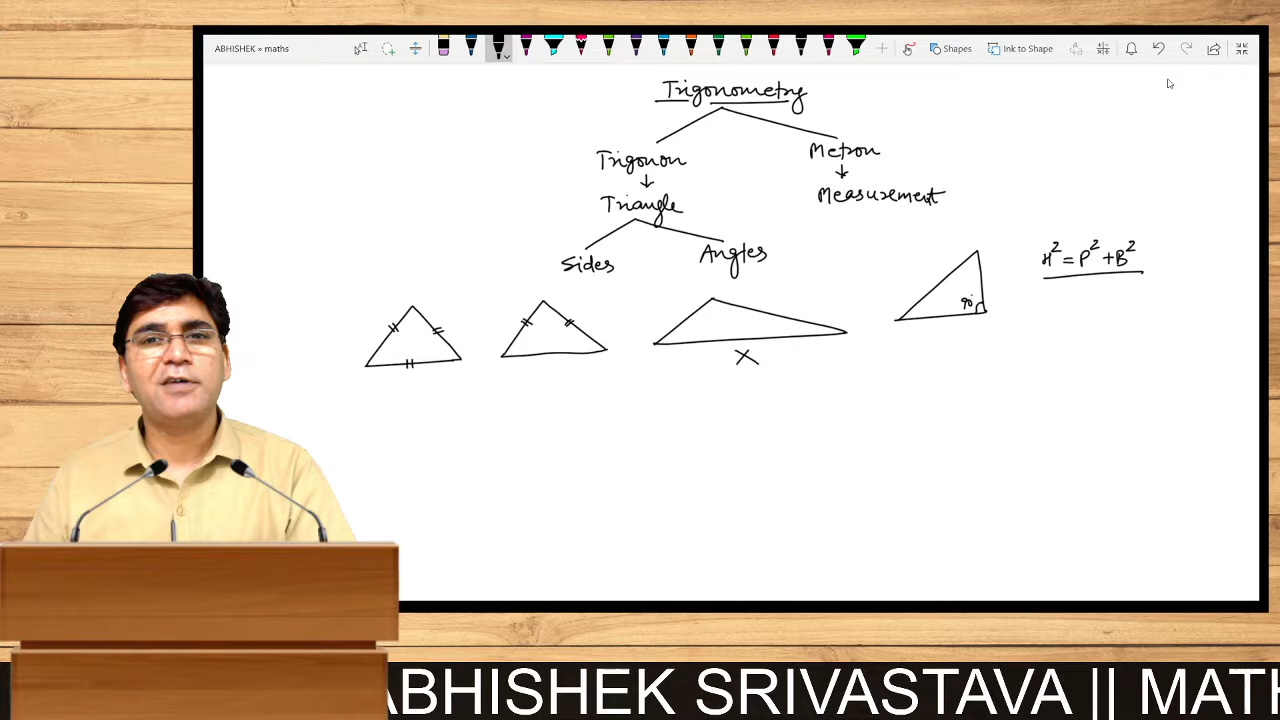 ABHISHEK » maths
Shapes
Ink to Shape
Trigonometry
Trigonon
Metron
Triangle
Measurement
Sides
Angles
H² = P² + B²
90°
X
ABHISHEK SRIVASTAVA || MATH